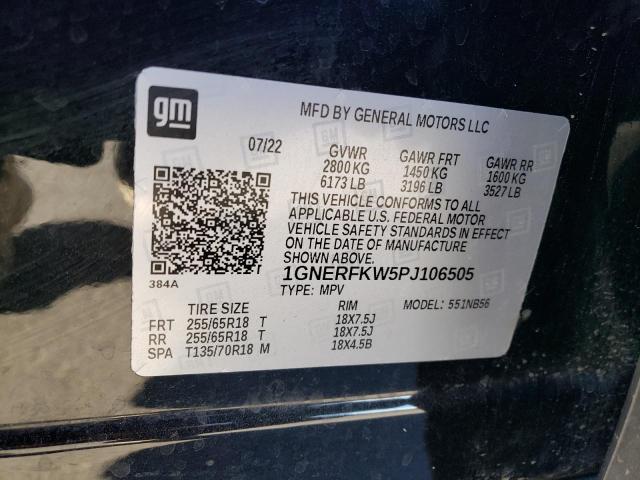 gm
MFD BY GENERAL MOTORS LLC
07/22 GVWR GAWR FRT GAWR RR
2800 KG 1450 KG 1600 KG
6173 LB 3196 LB 3527 LB
THIS VEHICLE CONFORMS TO ALL
APPLICABLE U.S. FEDERAL MOTOR
VEHICLE SAFETY STANDARDS IN EFFECT
ON THE DATE OF MANUFACTURE
SHOWN ABOVE.
384A 1GNERFKW5PJ106505
TYPE: MPV MODEL: 551NB56
TIRE SIZE RIM
FRT 255/65R18 T 18X7.5J
RR 255/65R18 T 18X7.5J
SPA T135/70R18 M 18X4.5B